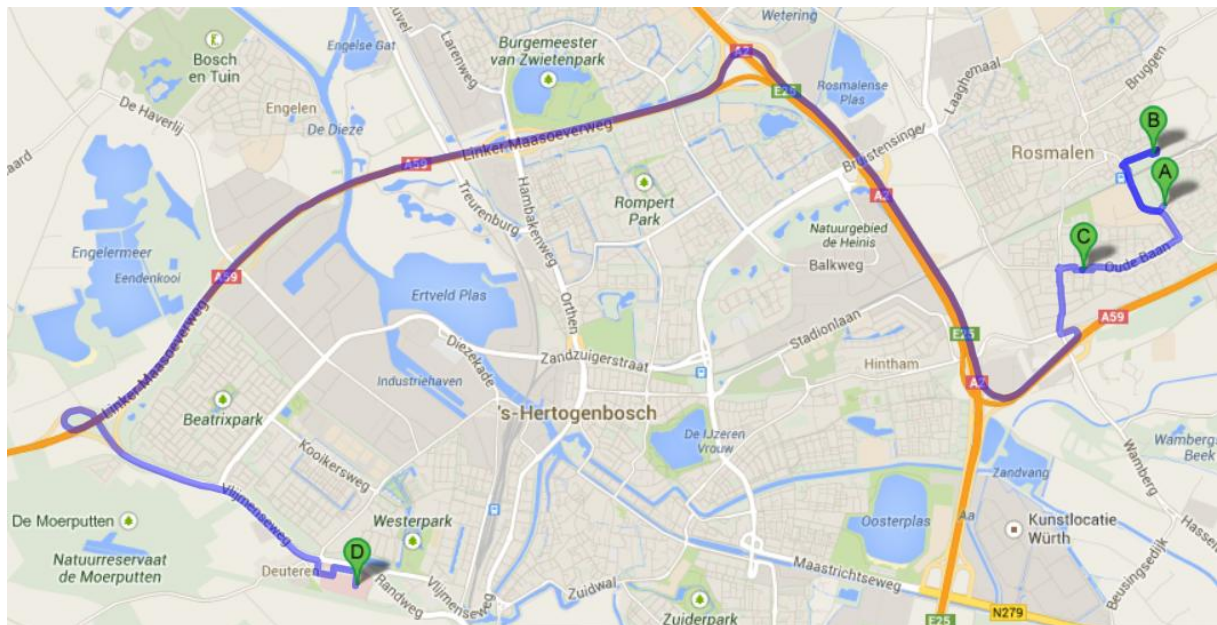 Wetering
Engelse Gat
Larenweg
Burgemeester
van Zwietenpark
A2
E25
Rosmalense
Plas
Laaghemaal
Bruggen
Bosch
en Tuin
Engelen
De Haverlij
De Dieze
A59
Linker Maasoeverweg
Bruistensingel
Rosmalen
B
A
Treurenburg
Hambakenweg
Rompert
Park
A2
Natuurgebied
de Heinis
Balkweg
C
Oude Baan
Engelermeer
Eendenkooi
A59
Ertveld Plas
Orthen
Linker Maasoeverweg
Diezekade
Zandzuigerstraat
Stadionlaan
E25
A59
Hintham
A2
Industriehaven
Beatrixpark
's-Hertogenbosch
De IJzeren
Vrouw
Kooikersweg
Wambergs
Beek
Zandvang
Wamberg
Vlijmenseweg
De Moerputten
Westerpark
Oosterplas
Aa
Kunstlocatie
Würth
Natuurreservaat
de Moerputten
Deuteren
D
Randweg
Vlijmenseweg
Zuidwal
Maastrichtseweg
Beusingsedijk
Zuiderpark
E25
N279